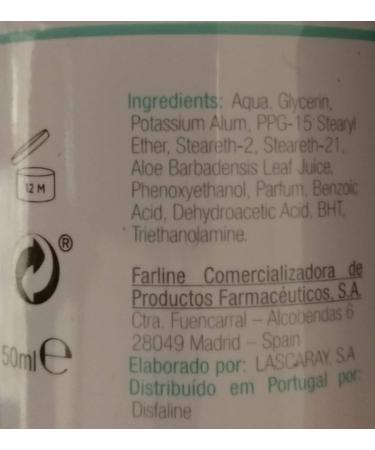 Ingredients: Aqua, Glycerin,
Potassium Alum, PPG-15 Stearyl
Ether, Steareth-2, Steareth-21,
Aloe Barbadensis Leaf Juice,
Phenoxyethanol, Parfum, Benzoic
Acid, Dehydroacetic Acid, BHT,
Triethanolamine.
12 M
®
Farline Comercializadora de
Productos Farmacéuticos, S.A.
Ctra. Fuencarral – Alcobendas 6
28049 Madrid – Spain
50ml ℮
Elaborado por: LASCARAY, S.A
Distribuído em Portugal por:
Disfaline